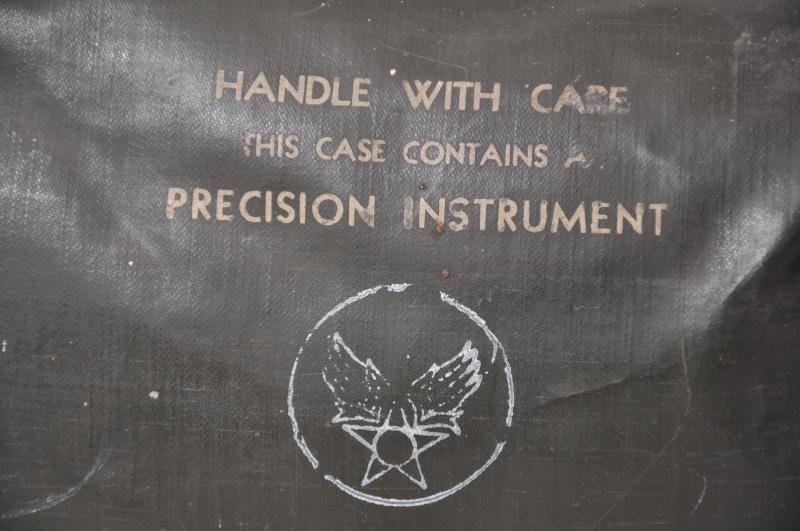 HANDLE WITH CARE
THIS CASE CONTAINS A
PRECISION INSTRUMENT